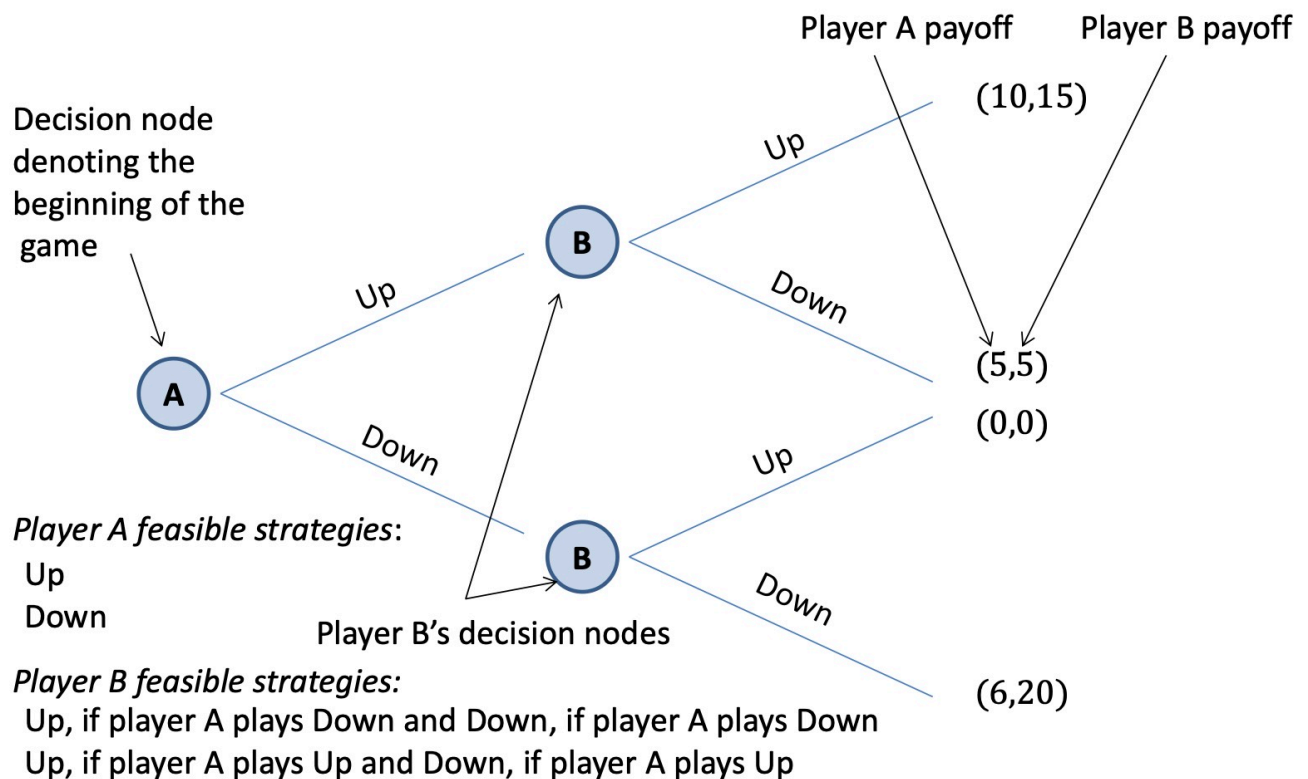 Player A payoff
Player B payoff
(10,15)
Decision node
denoting the
beginning of the
game
Up
B
Up
Down
A
(5,5)
(0,0)
Down
Up
B
Down
(6,20)
Player A feasible strategies:
Up
Down
Player B’s decision nodes
Player B feasible strategies:
Up, if player A plays Down and Down, if player A plays Down
Up, if player A plays Up and Down, if player A plays Up